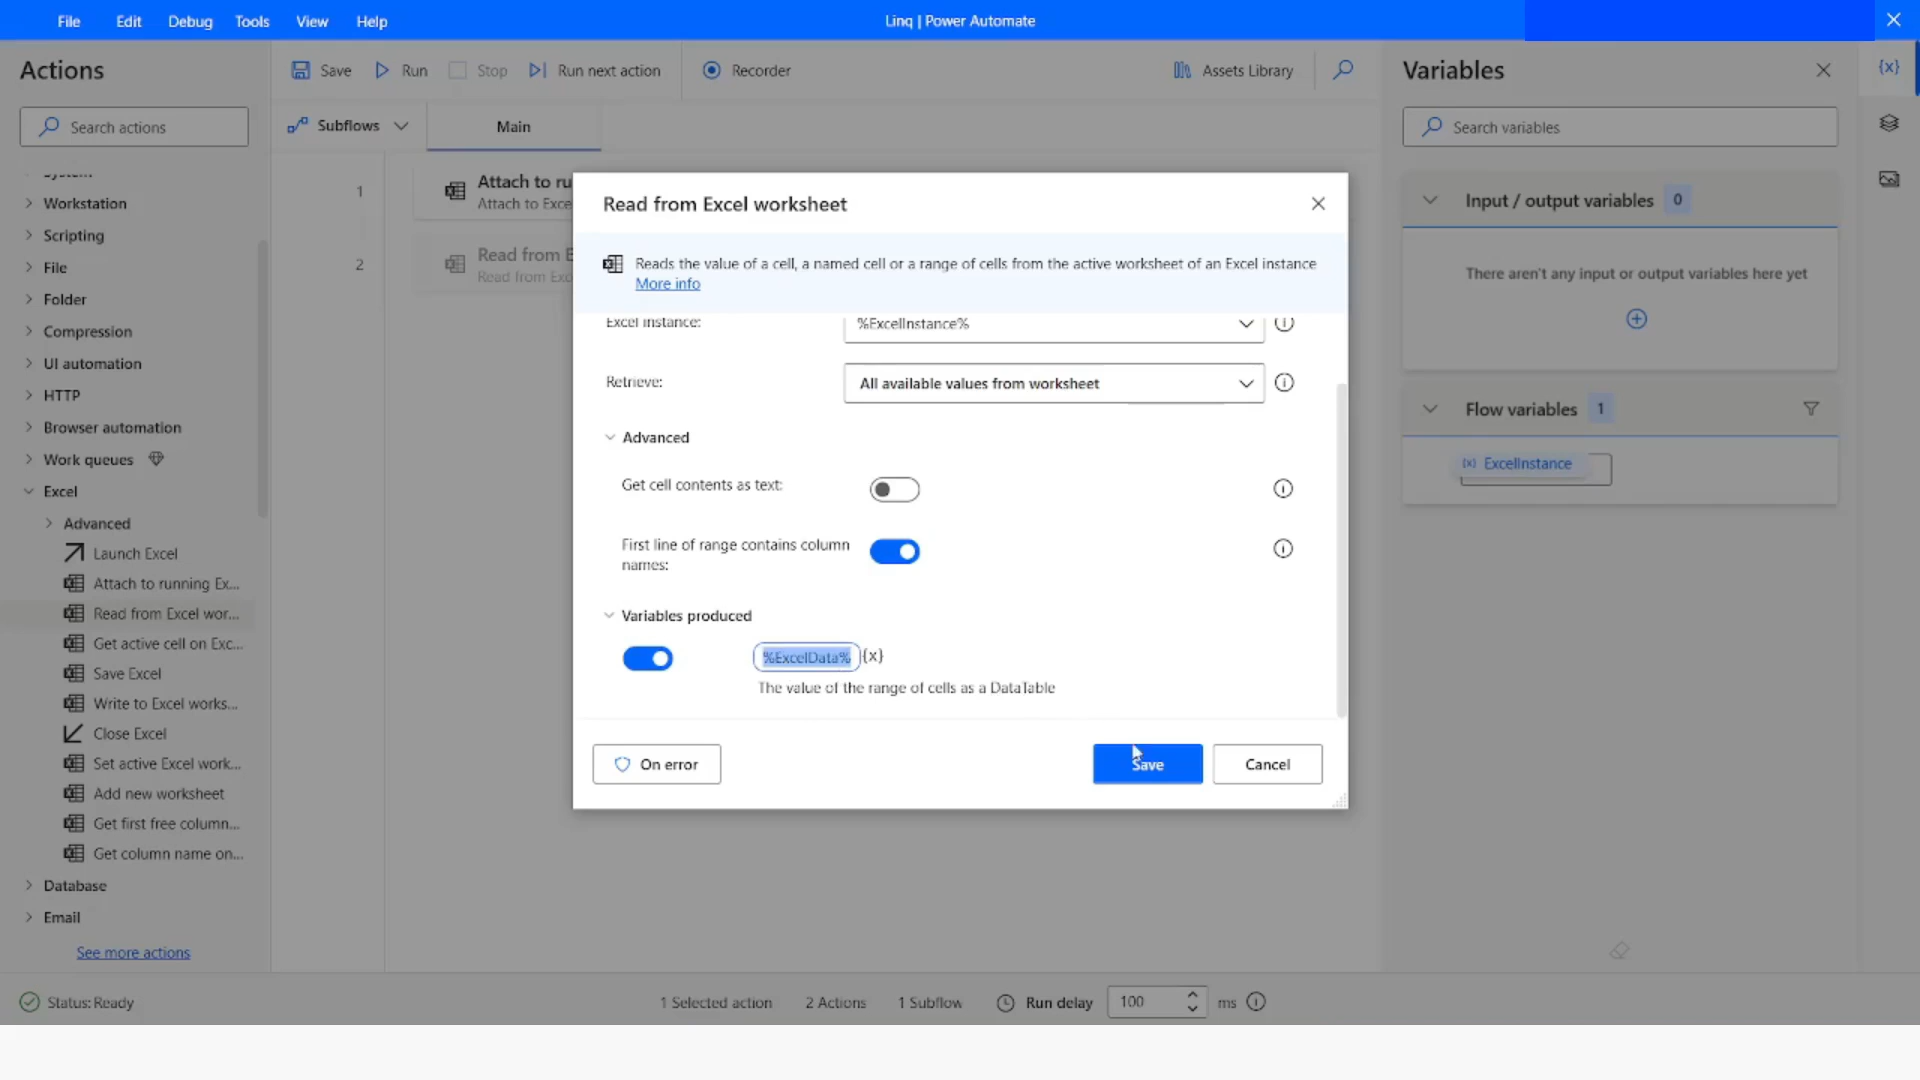 File Edit Debug Tools View Help
Linq | Power Automate
Actions
Search actions
Workstation
Scripting
File
Folder
Compression
UI automation
HTTP
Browser automation
Work queues
Excel
Advanced
Launch Excel
Attach to running Ex...
Read from Excel wor...
Get active cell on Exc...
Save Excel
Write to Excel works...
Close Excel
Set active Excel work...
Add new worksheet
Get first free column...
Get column name on...
Database
Email
See more actions
Save Run Stop Run next action Recorder Assets Library
Subflows Main
1
Attach to ru
Attach to Exce
2
Read from E
Read from Exc
Read from Excel worksheet
Reads the value of a cell, a named cell or a range of cells from the active worksheet of an Excel instance
More info
Excel instance: %ExcelInstance%
Retrieve: All available values from worksheet
Advanced
Get cell contents as text:
First line of range contains column
names:
Variables produced
%ExcelData% {x}
The value of the range of cells as a DataTable
On error Save Cancel
Variables
{x}
Search variables
Input / output variables 0
There aren't any input or output variables here yet
Flow variables 1
(x) ExcelInstance
Status: Ready 1 Selected action 2 Actions 1 Subflow Run delay 100 ms